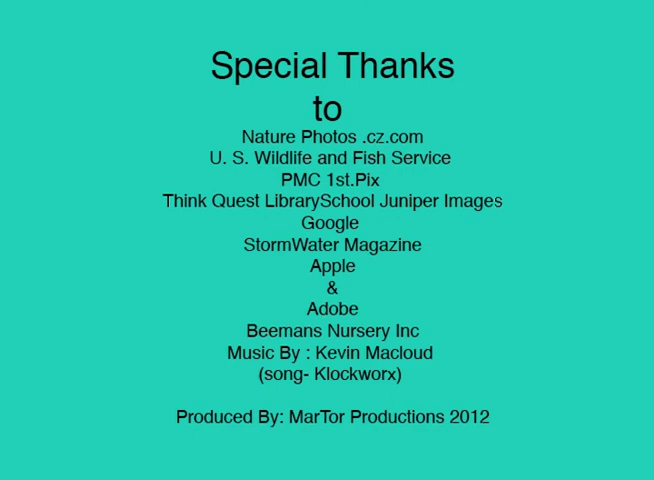 Special Thanks
to
Nature Photos .cz.com
U. S. Wildlife and Fish Service
PMC 1st.Pix
Think Quest LibrarySchool Juniper Images
Google
StormWater Magazine
Apple
&
Adobe
Beemans Nursery Inc
Music By : Kevin Macloud
(song- Klockworx)
Produced By: MarTor Productions 2012